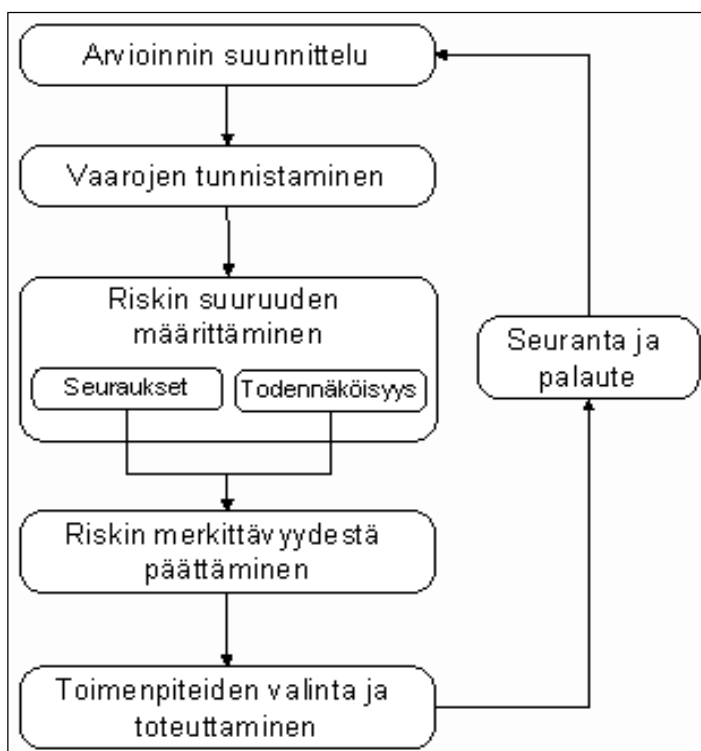 Arvioinnin suunnittelu
Vaarojen tunnistaminen
Riskin suuruuden
määrittäminen
Seuraukset
Todennäköisyys
Riskin merkittävyydestä
päättäminen
Toimenpiteiden valinta ja
toteuttaminen
Seuranta ja
palaute